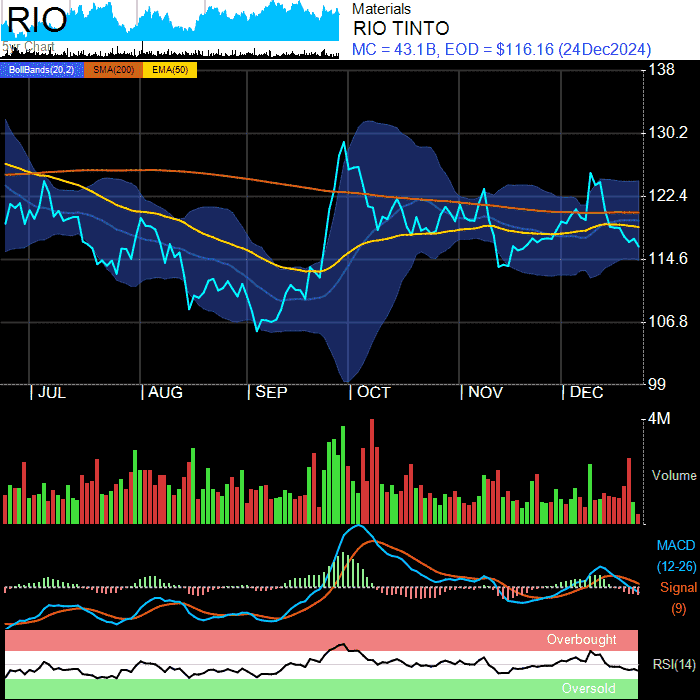 RIO
5yr Chart
Materials
RIO TINTO
MC = 43.1B, EOD = $116.16 (24Dec2024)
BollBands(20,2) SMA(200) EMA(50)
138
130.2
122.4
114.6
106.8
99
JUL AUG SEP OCT NOV DEC
4M
Volume
MACD
(12-26)
Signal
(9)
Overbought
RSI(14)
Oversold